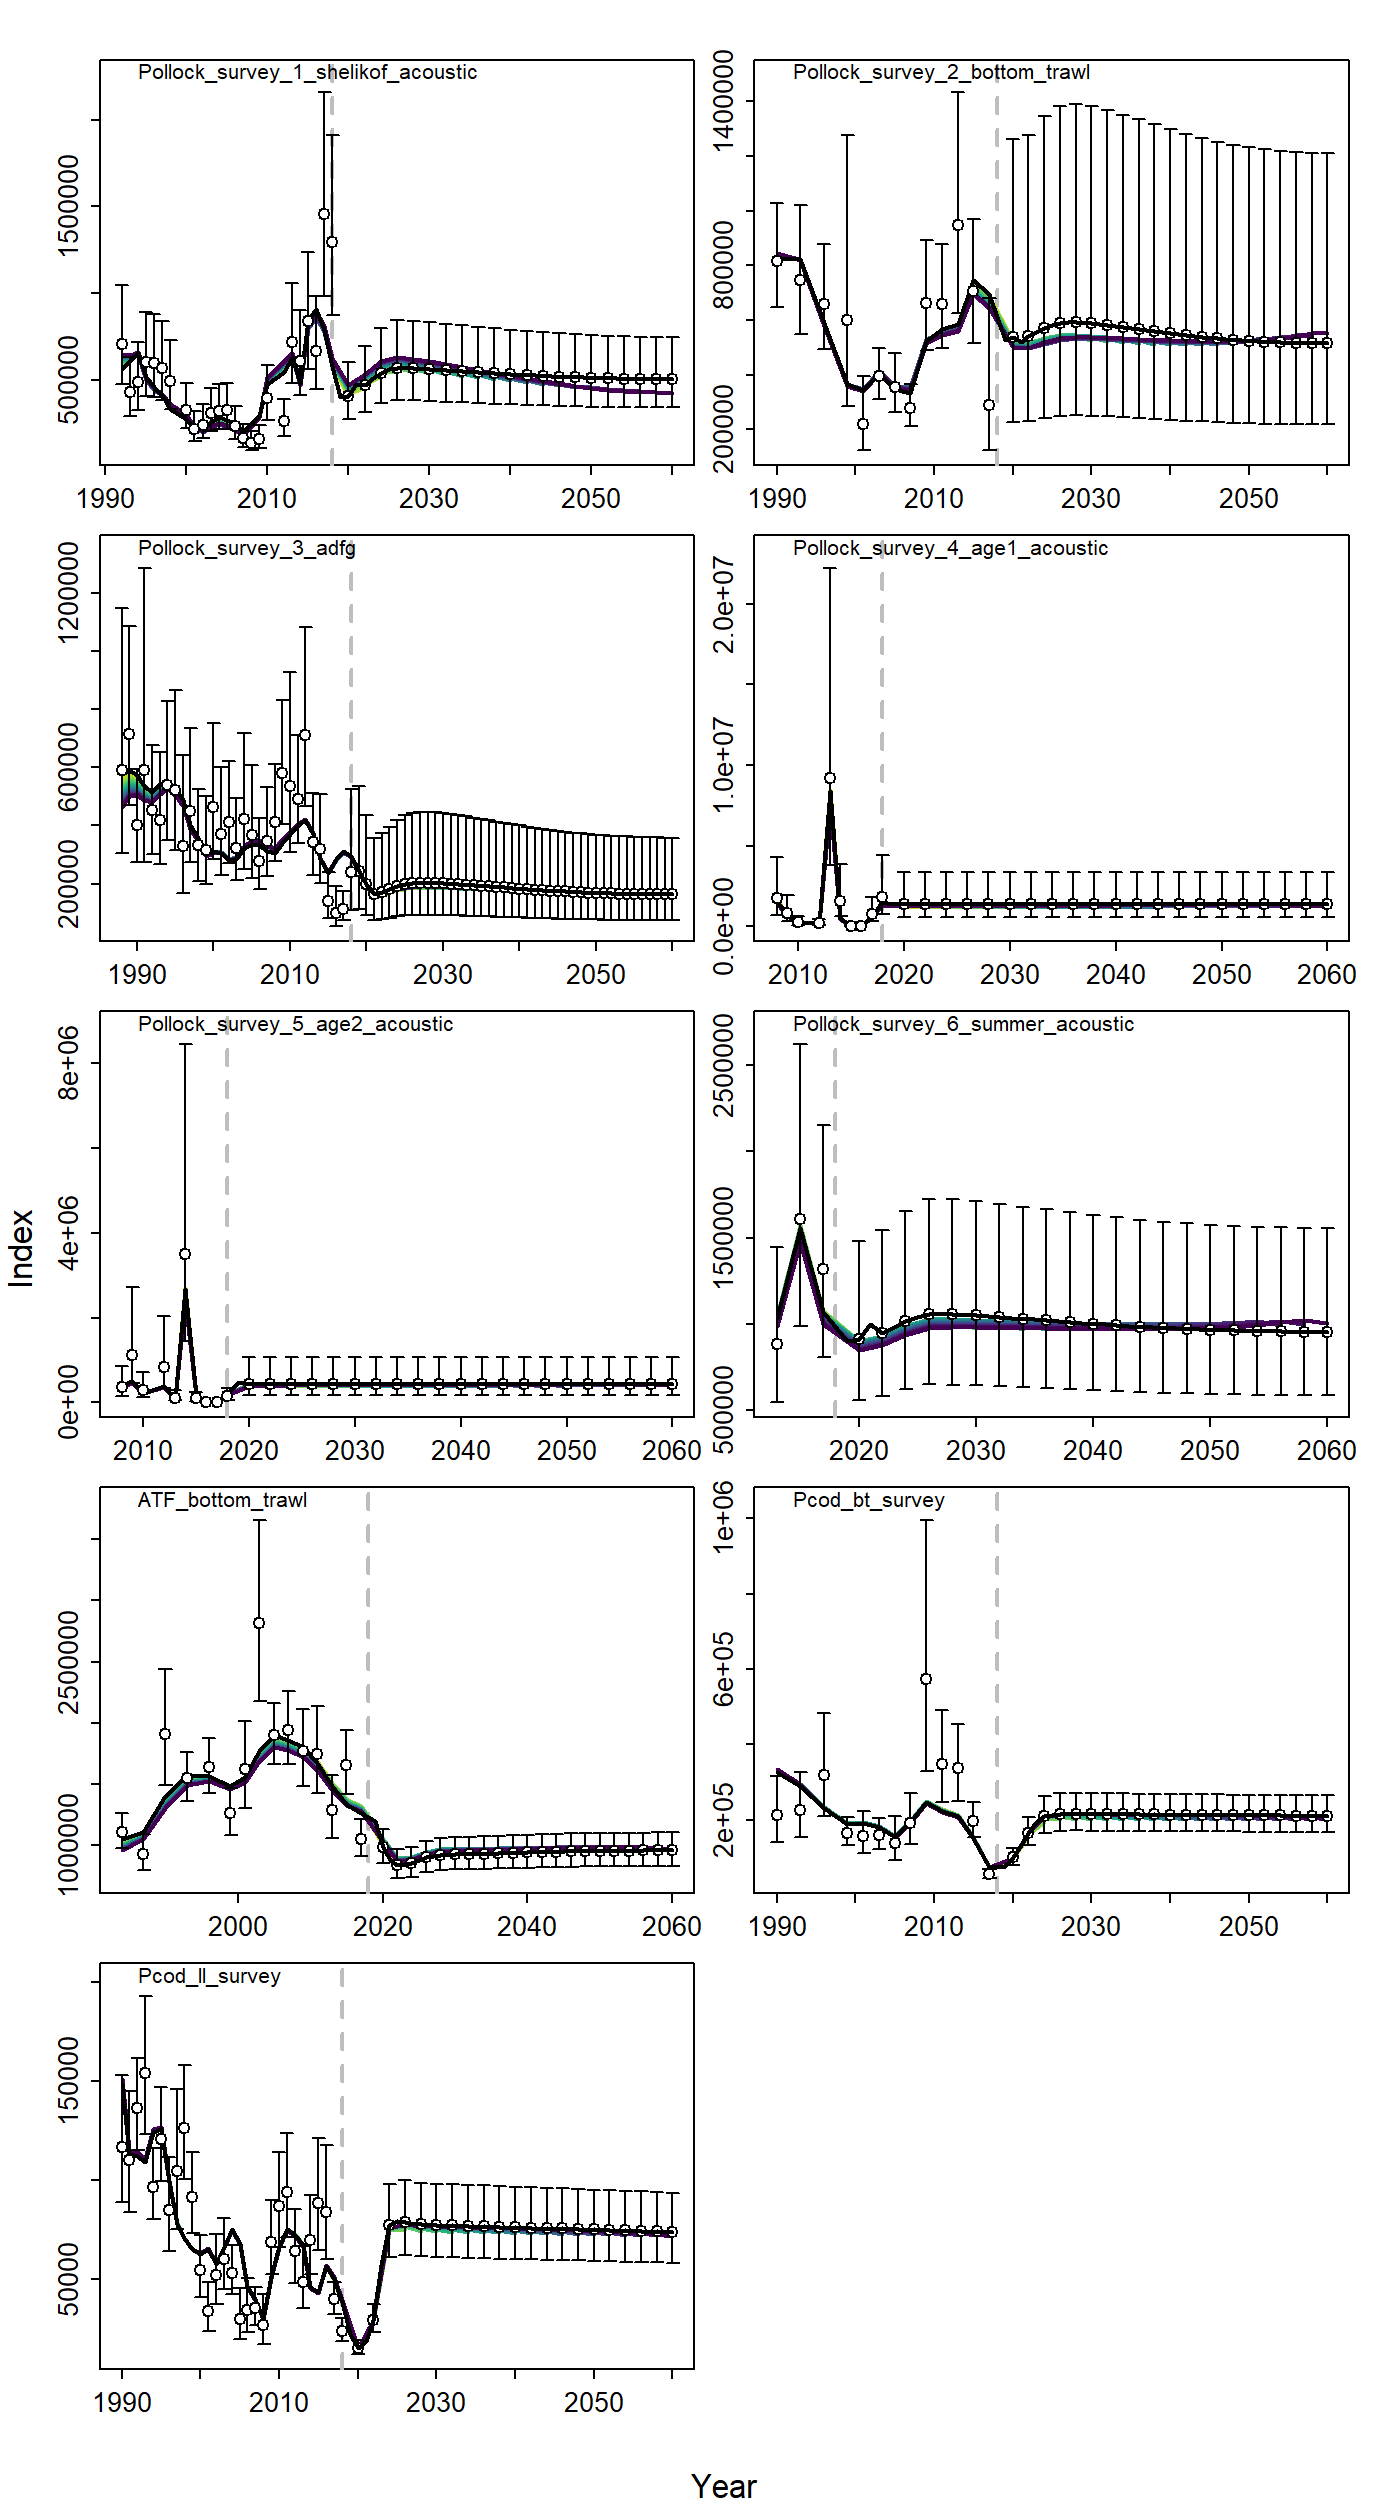 Pollock_survey_1_shelikof_acoustic
500000 1500000
1990 2010 2030 2050
Pollock_survey_2_bottom_trawl
200000 800000 1400000
1990 2010 2030 2050
Pollock_survey_3_adfg
200000 600000 1200000
1990 2010 2030 2050
Pollock_survey_4_age1_acoustic
0.0e+00 1.0e+07 2.0e+07
2010 2020 2030 2040 2050 2060
Pollock_survey_5_age2_acoustic
0e+00 4e+06 8e+06
2010 2020 2030 2040 2050 2060
Pollock_survey_6_summer_acoustic
500000 1500000 2500000
2020 2030 2040 2050 2060
ATF_bottom_trawl
1000000 2500000
2000 2020 2040 2060
Pcod_bt_survey
2e+05 6e+05 1e+06
1990 2010 2030 2050
Pcod_ll_survey
50000 150000
1990 2010 2030 2050
Index
Year